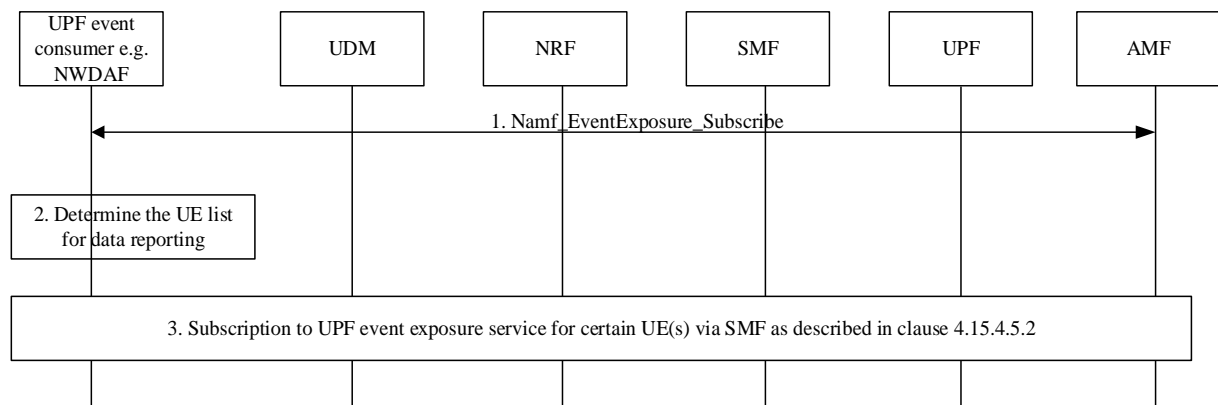 UPF event
consumer e.g.
NWDAF
UDM
NRF
SMF
UPF
AMF
1. Namf_EventExposure_Subscribe
2. Determine the UE list
for data reporting
3. Subscription to UPF event exposure service for certain UE(s) via SMF as described in clause 4.15.4.5.2